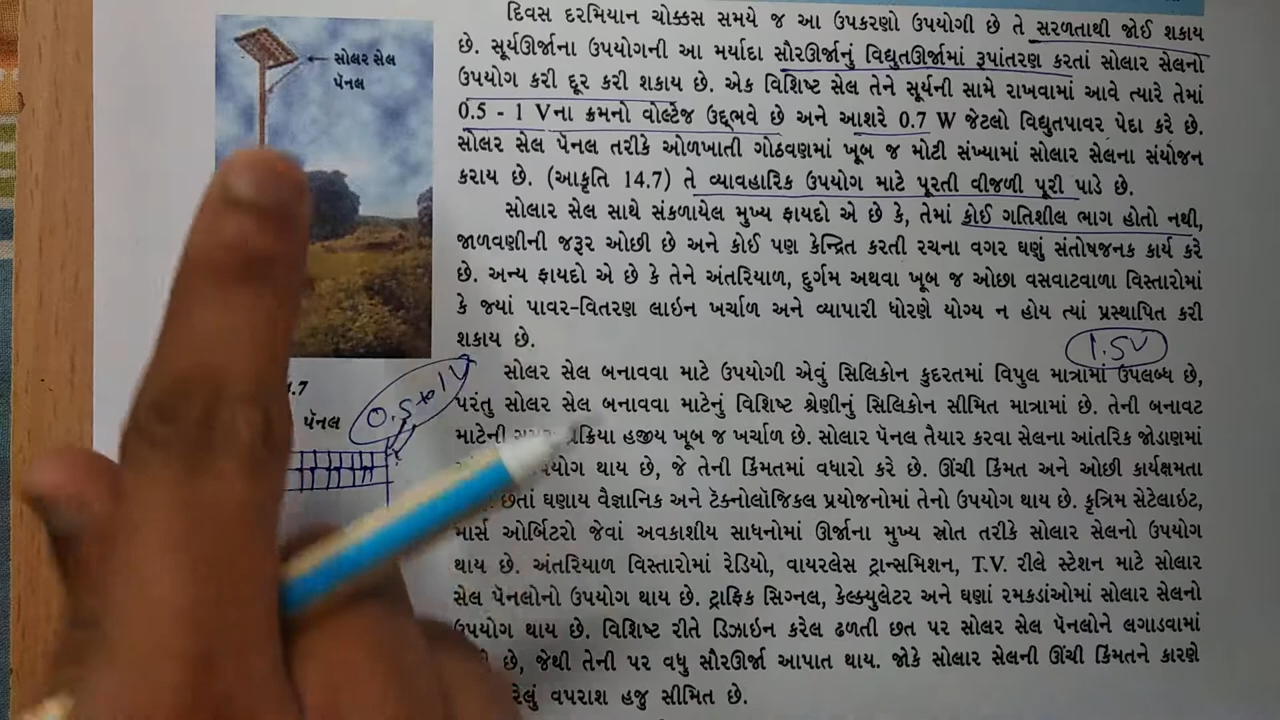 સોલર સેલ
પૅનલ
.7
પૅનલ
0.5 to 1 V
દિવસ દરમિયાન ચોક્કસ સમયે જ આ ઉપકરણો ઉપયોગી છે તે સરળતાથી જોઈ શકાય
છે. સૂર્યઊર્જાના ઉપયોગની આ મર્યાદા સૌરઊર્જાનું વિદ્યુતઊર્જામાં રૂપાંતરણ કરતાં સોલાર સેલનો
ઉપયોગ કરી દૂર કરી શકાય છે. એક વિશિષ્ટ સેલ તેને સૂર્યની સામે રાખવામાં આવે ત્યારે તેમાં
0.5 - 1 Vના ક્રમનો વોલ્ટેજ ઉદ્ભવે છે અને આશરે 0.7 W જેટલો વિદ્યુતપાવર પેદા કરે છે.
સોલર સેલ પૅનલ તરીકે ઓળખાતી ગોઠવણમાં ખૂબ જ મોટી સંખ્યામાં સોલાર સેલના સંયોજન
કરાય છે. (આકૃતિ 14.7) તે વ્યાવહારિક ઉપયોગ માટે પૂરતી વીજળી પૂરી પાડે છે.
સોલાર સેલ સાથે સંકળાયેલ મુખ્ય ફાયદો એ છે કે, તેમાં કોઈ ગતિશીલ ભાગ હોતો નથી,
જાળવણીની જરૂર ઓછી છે અને કોઈ પણ કેન્દ્રિત કરતી રચના વગર ઘણું સંતોષજનક કાર્ય કરે
છે. અન્ય ફાયદો એ છે કે તેને અંતરિયાળ, દુર્ગમ અથવા ખૂબ જ ઓછા વસવાટવાળા વિસ્તારોમાં
કે જ્યાં પાવર-વિતરણ લાઇન ખર્ચાળ અને વ્યાપારી ધોરણે યોગ્ય ન હોય ત્યાં પ્રસ્થાપિત કરી
શકાય છે.
1.5V
સોલર સેલ બનાવવા માટે ઉપયોગી એવું સિલિકોન કુદરતમાં વિપુલ માત્રામાં ઉપલબ્ધ છે,
પરંતુ સોલર સેલ બનાવવા માટેનું વિશિષ્ટ શ્રેણીનું સિલિકોન સીમિત માત્રામાં છે. તેની બનાવટ
માટેની પ્રક્રિયા હજીય ખૂબ જ ખર્ચાળ છે. સોલાર પૅનલ તૈયાર કરવા સેલના આંતરિક જોડાણમાં
થાય છે, જે તેની કિંમતમાં વધારો કરે છે. ઊંચી કિંમત અને ઓછી કાર્યક્ષમતા
છતાં ઘણાય વૈજ્ઞાનિક અને ટૅક્નોલૉજિકલ પ્રયોજનોમાં તેનો ઉપયોગ થાય છે. કૃત્રિમ સેટેલાઇટ,
માર્સ ઓર્બિટરો જેવાં અવકાશીય સાધનોમાં ઊર્જાના મુખ્ય સ્રોત તરીકે સોલાર સેલનો ઉપયોગ
થાય છે. અંતરિયાળ વિસ્તારોમાં રેડિયો, વાયરલેસ ટ્રાન્સમિશન, T.V. રીલે સ્ટેશન માટે સોલાર
સેલ પૅનલોનો ઉપયોગ થાય છે. ટ્રાફિક સિગ્નલ, કેલ્ક્યુલેટર અને ઘણાં રમકડાંઓમાં સોલાર સેલનો
ઉપયોગ થાય છે. વિશિષ્ટ રીતે ડિઝાઇન કરેલ ઢળતી છત પર સોલર સેલ પૅનલોને લગાડવામાં
છે, જેથી તેની પર વધુ સૌરઊર્જા આપાત થાય. જોકે સોલાર સેલની ઊંચી કિંમતને કારણે
વપરાશ હજુ સીમિત છે.